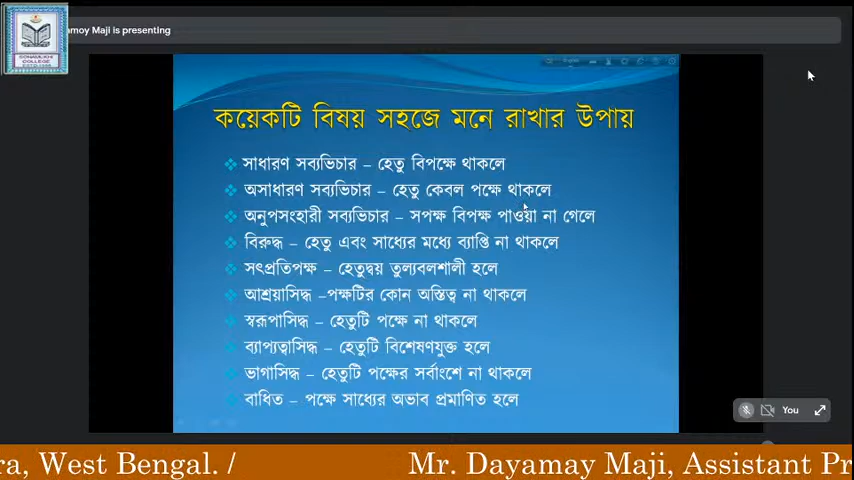 amoy Maji is presenting
SONAMUKHI
COLLEGE
কয়েকটি বিষয় সহজে মনে রাখার উপায়
সাধারণ সব্যভিচার – হেতু বিপক্ষে থাকলে
অসাধারণ সব্যভিচার – হেতু কেবল পক্ষে থাকলে
অনুপসংহারী সব্যভিচার – সপক্ষ বিপক্ষ পাওয়া না গেলে
বিরুদ্ধ – হেতু এবং সাধ্যের মধ্যে ব্যাপ্তি না থাকলে
সৎপ্রতিপক্ষ – হেতুদ্বয় তুল্যবলশালী হলে
আশ্রয়াসিদ্ধ –পক্ষটির কোন অস্তিত্ব না থাকলে
স্বরূপাসিদ্ধ – হেতুটি পক্ষে না থাকলে
ব্যাপ্যত্বাসিদ্ধ – হেতুটি বিশেষণযুক্ত হলে
ভাগাসিদ্ধ – হেতুটি পক্ষের সর্বাংশে না থাকলে
বাধিত – পক্ষে সাধ্যের অভাব প্রমাণিত হলে
You
ra, West Bengal. / Mr. Dayamay Maji, Assistant Pr